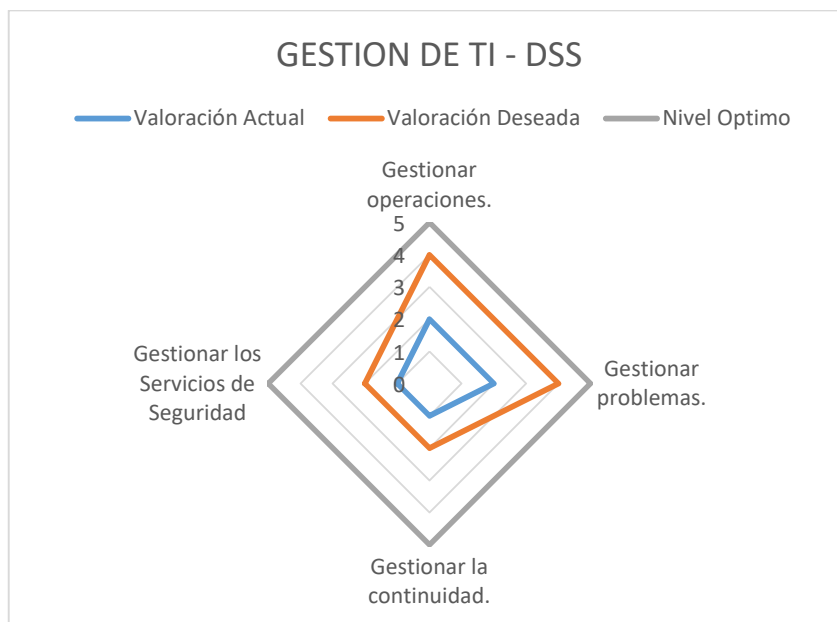 GESTION DE TI - DSS
Valoración Actual
Valoración Deseada
Nivel Optimo
Gestionar
operaciones.
5
4
3
2
1
0
Gestionar los
Servicios de
Seguridad
Gestionar
problemas.
Gestionar la
continuidad.